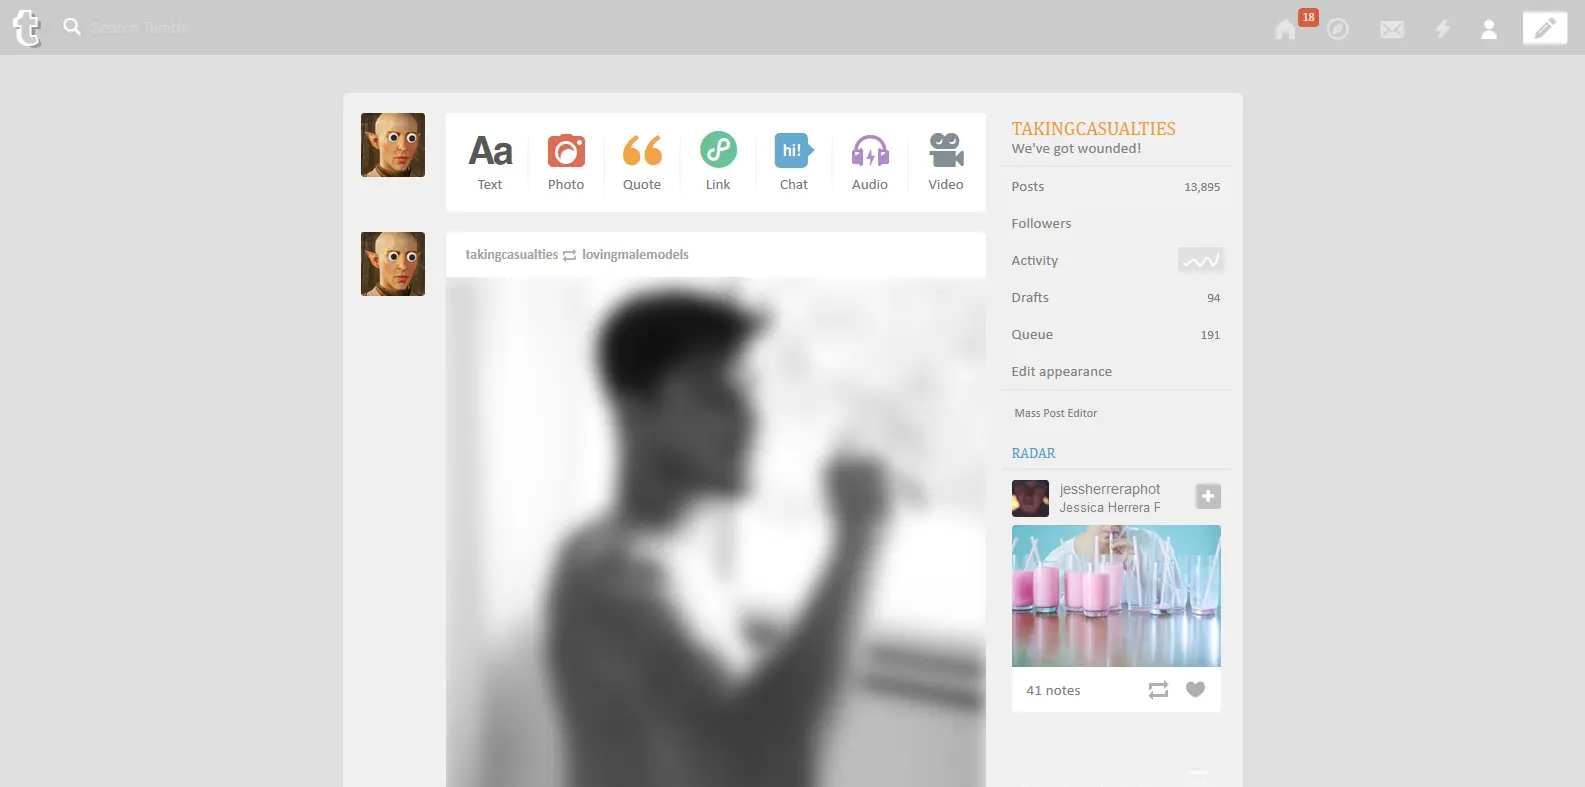 t Search Tumblr 18
Aa hi!
Text Photo Quote Link Chat Audio Video
takingcasualties lovingmalemodels
TAKINGCASUALTIES
We've got wounded!
Posts 13,895
Followers
Activity
Drafts 94
Queue 191
Edit appearance
Mass Post Editor
RADAR
jessherreraphot
Jessica Herrera F
41 notes